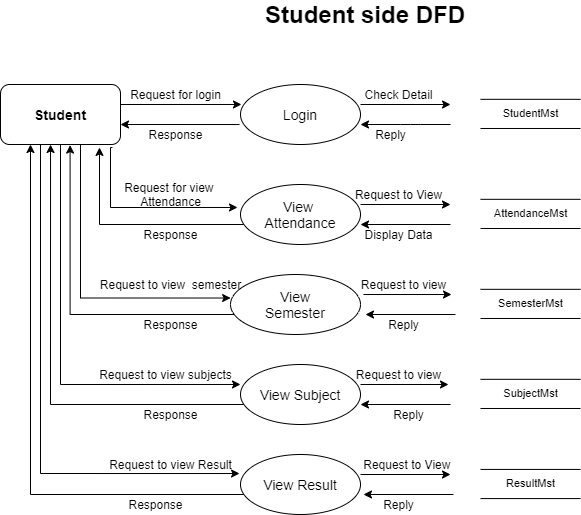 Student side DFD
Request for login
Check Detail
Student
Login
StudentMst
Response
Reply
Request for view
Attendance
Request to View
View
Attendance
AttendanceMst
Response
Display Data
Request to view  semester
Request to view
View
Semester
SemesterMst
Response
Reply
Request to view subjects
Request to view
View Subject
SubjectMst
Response
Reply
Request to view Result
Request to View
View Result
ResultMst
Response
Reply